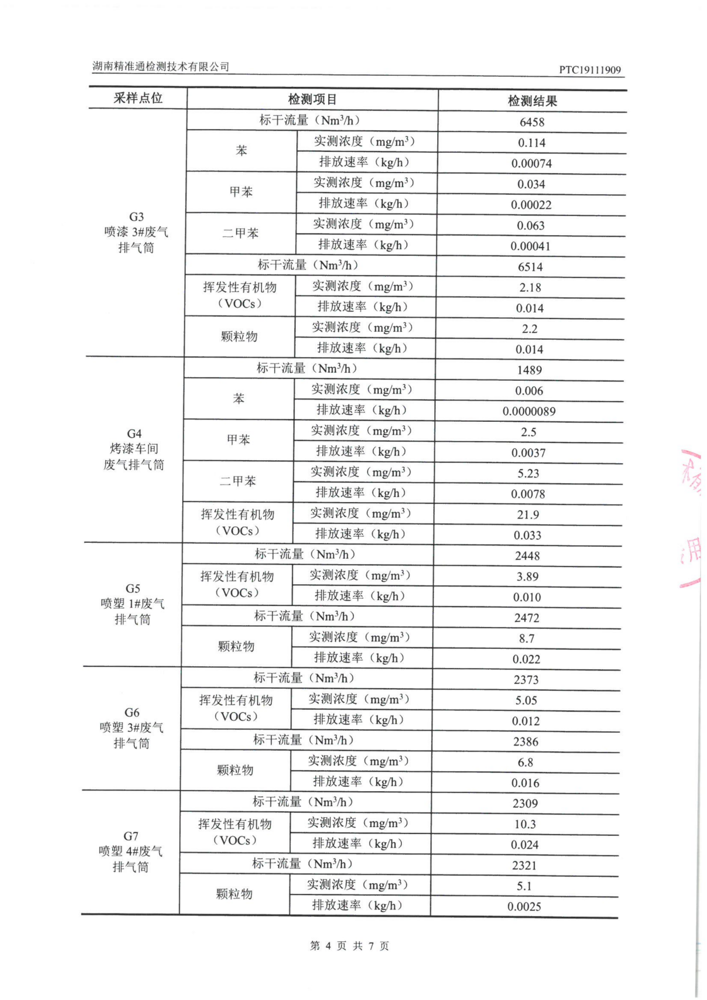 湖南精准通检测技术有限公司 PTC19111909
采样点位 检测项目 检测结果
标干流量（Nm³/h） 6458
苯 实测浓度（mg/m³） 0.114
排放速率（kg/h） 0.00074
甲苯 实测浓度（mg/m³） 0.034
排放速率（kg/h） 0.00022
G3
喷漆 3#废气
排气筒
二甲苯 实测浓度（mg/m³） 0.063
排放速率（kg/h） 0.00041
标干流量（Nm³/h） 6514
挥发性有机物
（VOCs）
实测浓度（mg/m³） 2.18
排放速率（kg/h） 0.014
颗粒物 实测浓度（mg/m³） 2.2
排放速率（kg/h） 0.014
标干流量（Nm³/h） 1489
苯 实测浓度（mg/m³） 0.006
排放速率（kg/h） 0.0000089
G4
烤漆车间
废气排气筒
甲苯 实测浓度（mg/m³） 2.5
排放速率（kg/h） 0.0037
二甲苯 实测浓度（mg/m³） 5.23
排放速率（kg/h） 0.0078
挥发性有机物
（VOCs）
实测浓度（mg/m³） 21.9
排放速率（kg/h） 0.033
G5
喷塑 1#废气
排气筒
标干流量（Nm³/h） 2448
挥发性有机物
（VOCs）
实测浓度（mg/m³） 3.89
排放速率（kg/h） 0.010
标干流量（Nm³/h） 2472
颗粒物 实测浓度（mg/m³） 8.7
排放速率（kg/h） 0.022
G6
喷塑 3#废气
排气筒
标干流量（Nm³/h） 2373
挥发性有机物
（VOCs）
实测浓度（mg/m³） 5.05
排放速率（kg/h） 0.012
标干流量（Nm³/h） 2386
颗粒物 实测浓度（mg/m³） 6.8
排放速率（kg/h） 0.016
G7
喷塑 4#废气
排气筒
标干流量（Nm³/h） 2309
挥发性有机物
（VOCs）
实测浓度（mg/m³） 10.3
排放速率（kg/h） 0.024
标干流量（Nm³/h） 2321
颗粒物 实测浓度（mg/m³） 5.1
排放速率（kg/h） 0.0025
用
第 4 页 共 7 页